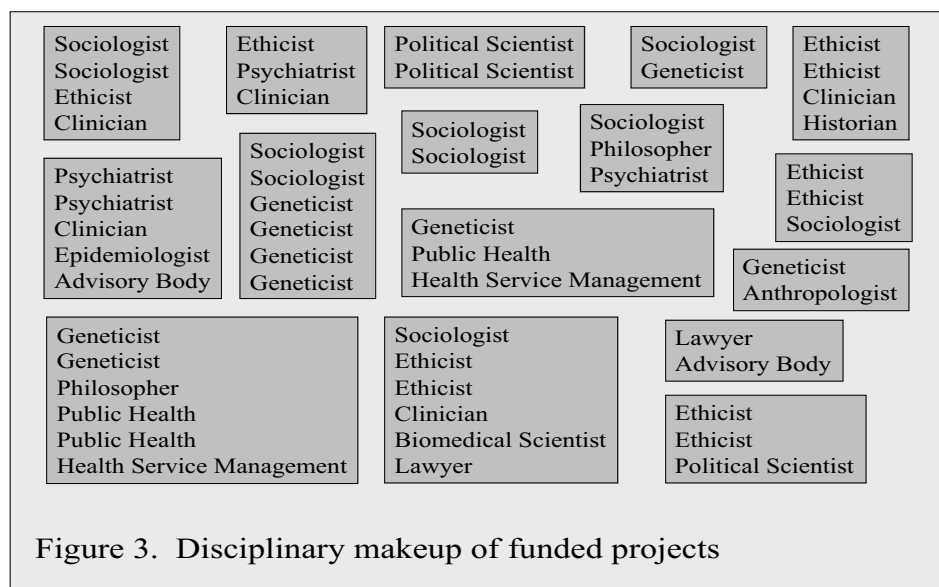 Sociologist
Sociologist
Ethicist
Clinician
Ethicist
Psychiatrist
Clinician
Political Scientist
Political Scientist
Sociologist
Geneticist
Ethicist
Ethicist
Clinician
Historian
Sociologist
Sociologist
Sociologist
Philosopher
Psychiatrist
Psychiatrist
Psychiatrist
Clinician
Epidemiologist
Advisory Body
Sociologist
Sociologist
Geneticist
Geneticist
Geneticist
Geneticist
Ethicist
Ethicist
Sociologist
Geneticist
Public Health
Health Service Management
Geneticist
Anthropologist
Geneticist
Geneticist
Philosopher
Public Health
Public Health
Health Service Management
Sociologist
Ethicist
Ethicist
Clinician
Biomedical Scientist
Lawyer
Lawyer
Advisory Body
Ethicist
Ethicist
Political Scientist
Figure 3. Disciplinary makeup of funded projects